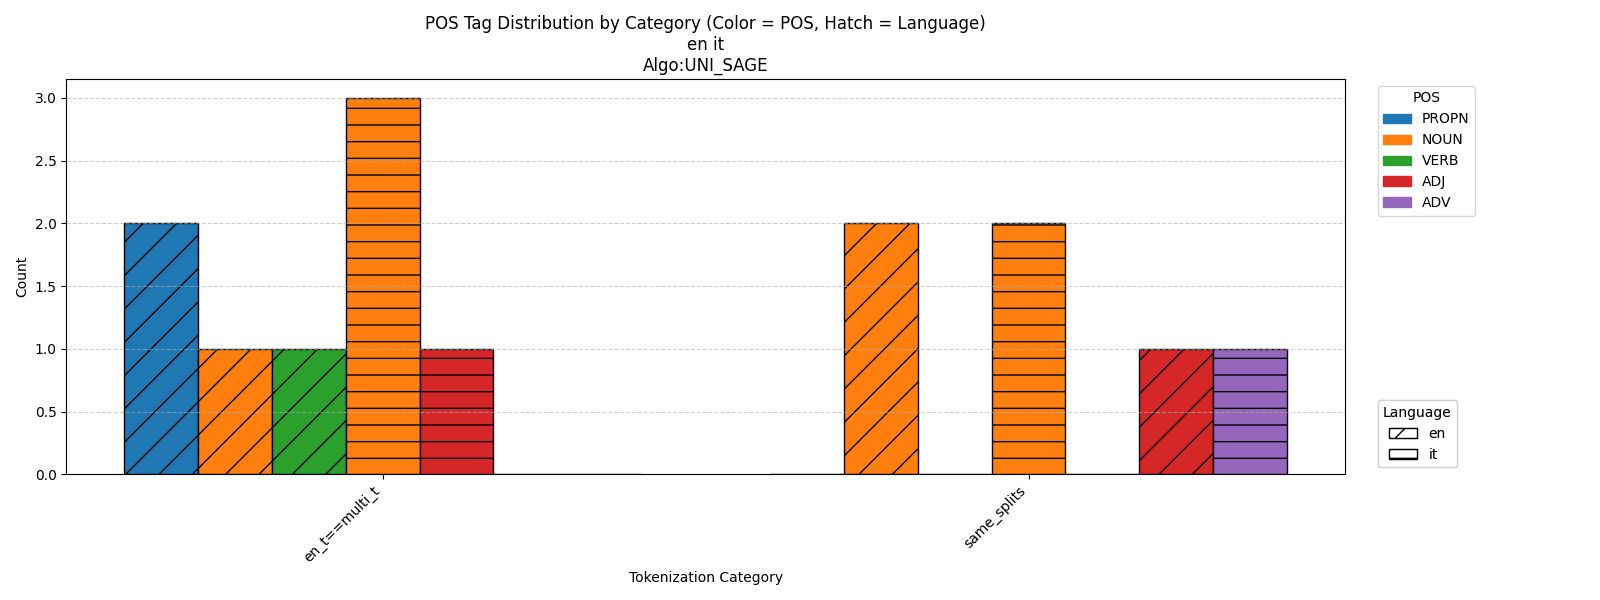 POS Tag Distribution by Category (Color = POS, Hatch = Language)
en it
Algo:UNI_SAGE
Count
3.0
2.5
2.0
1.5
1.0
0.5
0.0
en_t==multi_t
same_splits
Tokenization Category
POS
PROPN
NOUN
VERB
ADJ
ADV
Language
en
it